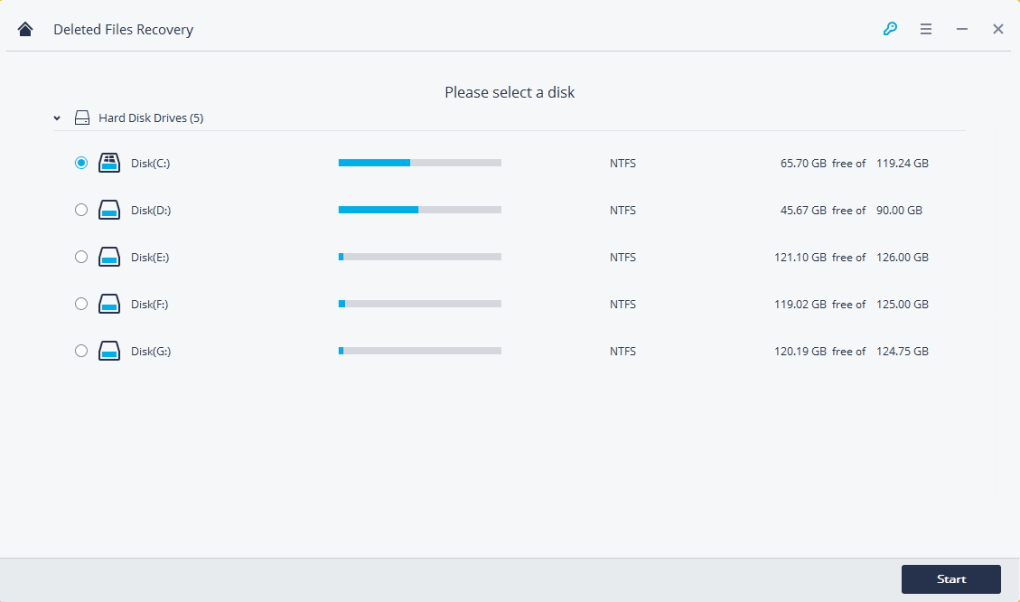 Deleted Files Recovery
Please select a disk
Hard Disk Drives (5)
Disk(C:) NTFS 65.70 GB free of 119.24 GB
Disk(D:) NTFS 45.67 GB free of 90.00 GB
Disk(E:) NTFS 121.10 GB free of 126.00 GB
Disk(F:) NTFS 119.02 GB free of 125.00 GB
Disk(G:) NTFS 120.19 GB free of 124.75 GB
Start